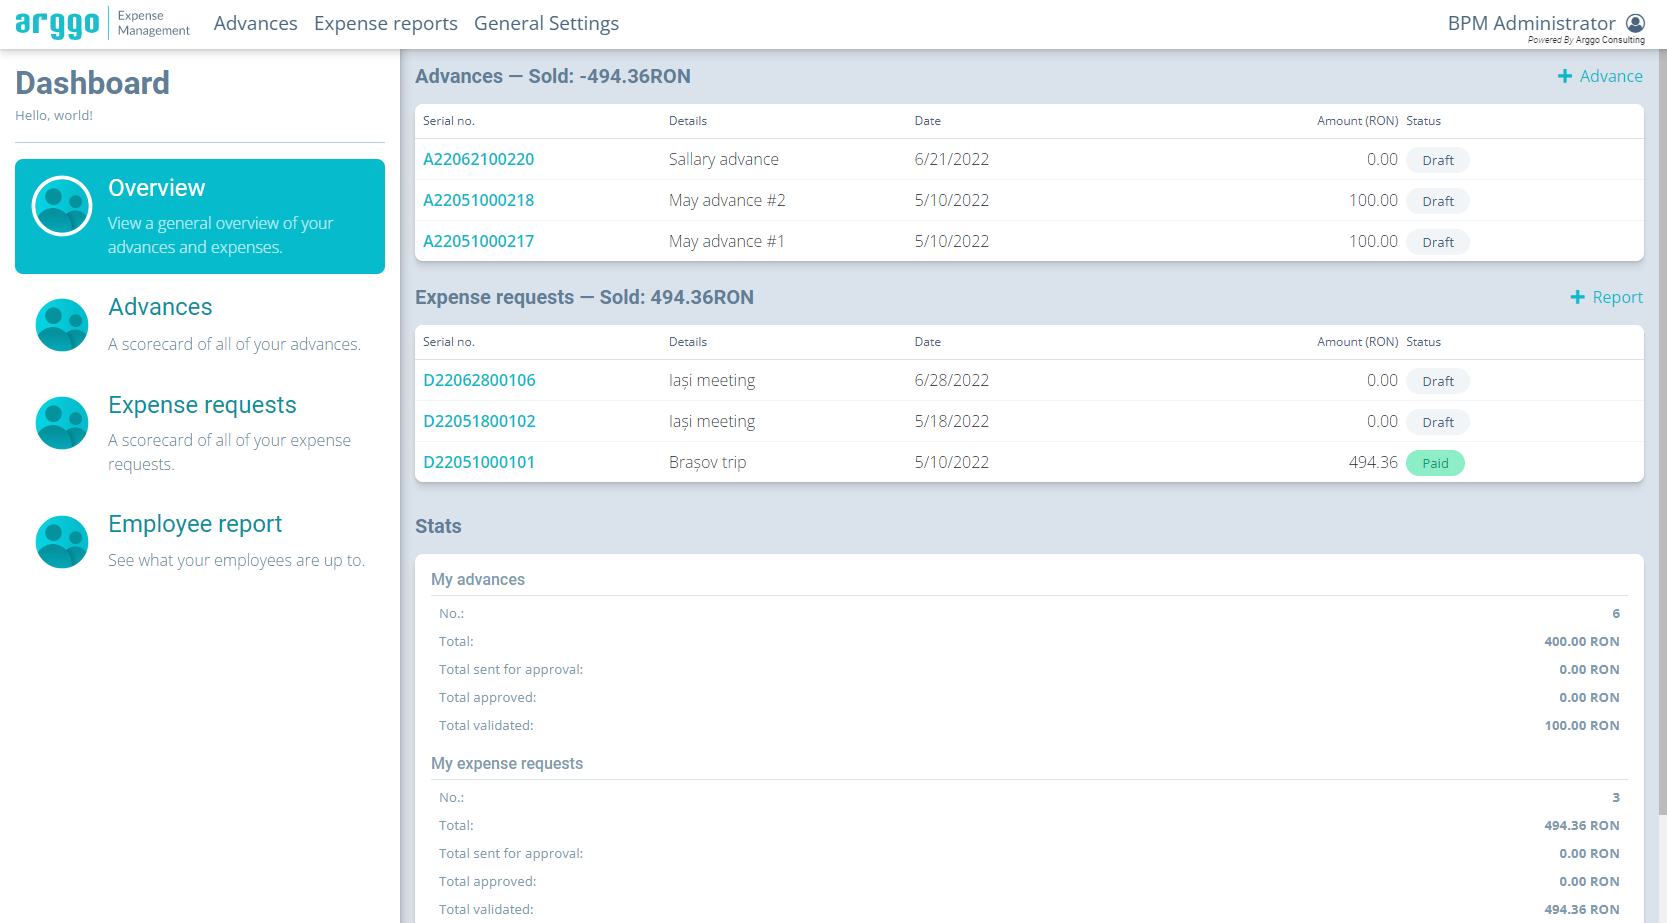 arggo Expense Management Advances Expense reports General Settings BPM Administrator
Powered By Arggo Consulting
Dashboard
Hello, world!
Overview
View a general overview of your
advances and expenses.
Advances
A scorecard of all of your advances.
Expense requests
A scorecard of all of your expense
requests.
Employee report
See what your employees are up to.
Advances — Sold: -494.36RON + Advance
Serial no. Details Date Amount (RON) Status
A22062100220 Sallary advance 6/21/2022 0.00 Draft
A22051000218 May advance #2 5/10/2022 100.00 Draft
A22051000217 May advance #1 5/10/2022 100.00 Draft
Expense requests — Sold: 494.36RON + Report
Serial no. Details Date Amount (RON) Status
D22062800106 Iași meeting 6/28/2022 0.00 Draft
D22051800102 Iași meeting 5/18/2022 0.00 Draft
D22051000101 Brașov trip 5/10/2022 494.36 Paid
Stats
My advances
No.: 6
Total: 400.00 RON
Total sent for approval: 0.00 RON
Total approved: 0.00 RON
Total validated: 100.00 RON
My expense requests
No.: 3
Total: 494.36 RON
Total sent for approval: 0.00 RON
Total approved: 0.00 RON
Total validated: 494.36 RON